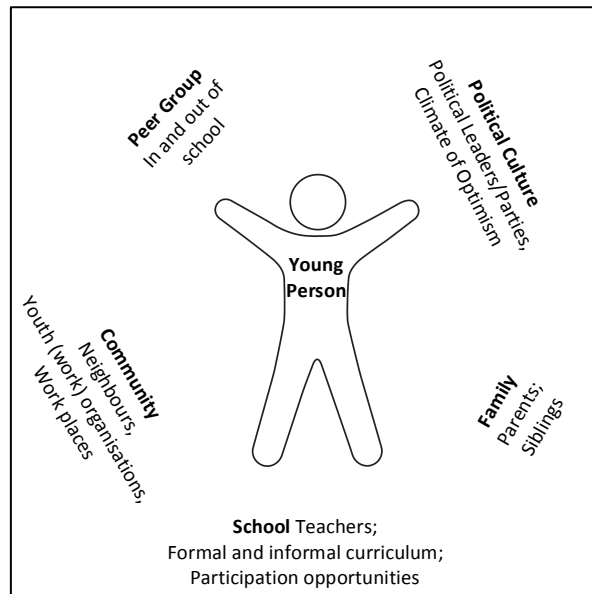 Peer Group
In and out of
school
Political Culture
Political Leaders/Parties,
Climate of Optimism
Young
Person
Community
Neighbours,
Youth (work) organisations,
Work places
Family
Parents;
Siblings
School Teachers;
Formal and informal curriculum;
Participation opportunities